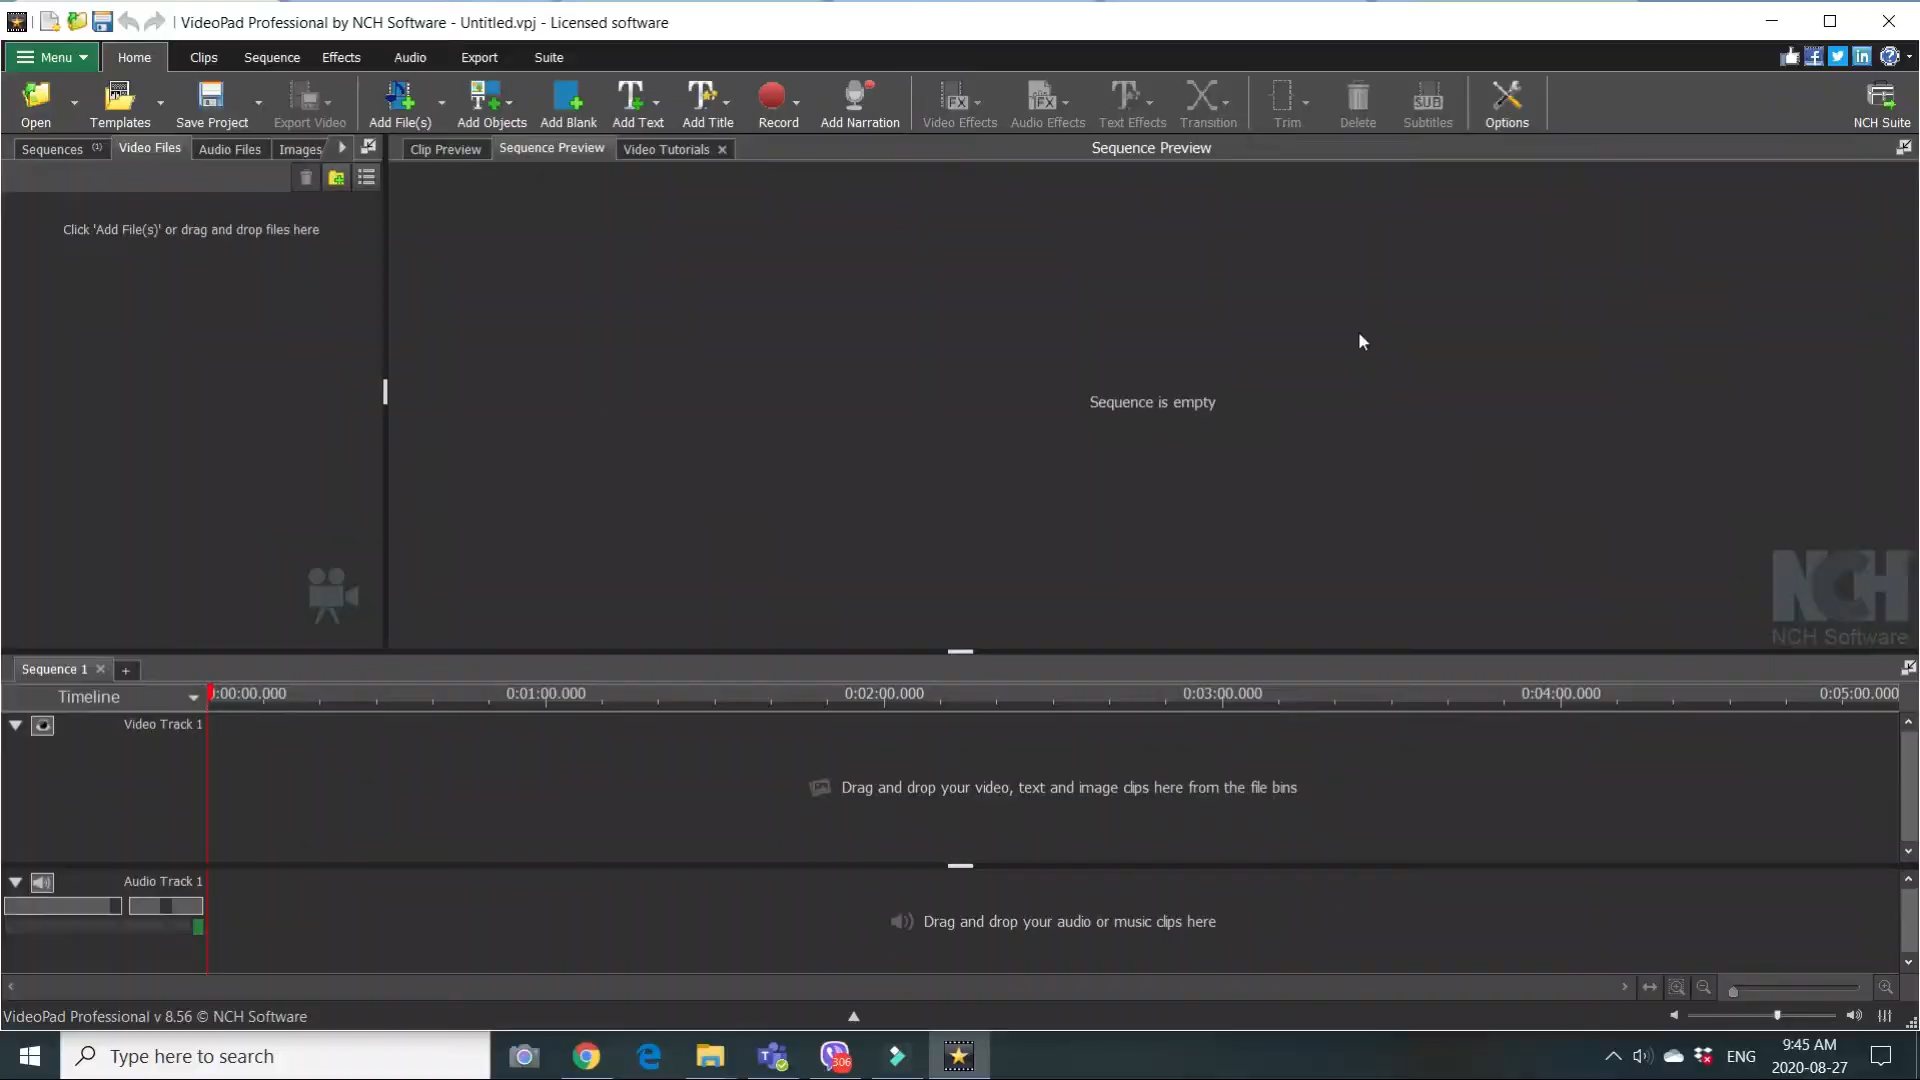 VideoPad Professional by NCH Software - Untitled.vpj - Licensed software
Menu Home Clips Sequence Effects Audio Export Suite
Open Templates Save Project Export Video Add File(s) Add Objects Add Blank Add Text Add Title Record Add Narration Video Effects Audio Effects Text Effects Transition Trim Delete Subtitles Options NCH Suite
Sequences (1) Video Files Audio Files Images Clip Preview Sequence Preview Video Tutorials Sequence Preview
Click 'Add File(s)' or drag and drop files here
Sequence is empty
NCH
NCH Software
Sequence 1
Timeline 0:00:00.000 0:01:00.000 0:02:00.000 0:03:00.000 0:04:00.000 0:05:00.000
Video Track 1
Drag and drop your video, text and image clips here from the file bins
Audio Track 1
Drag and drop your audio or music clips here
VideoPad Professional v 8.56 © NCH Software
Type here to search
306
ENG
9:45 AM
2020-08-27